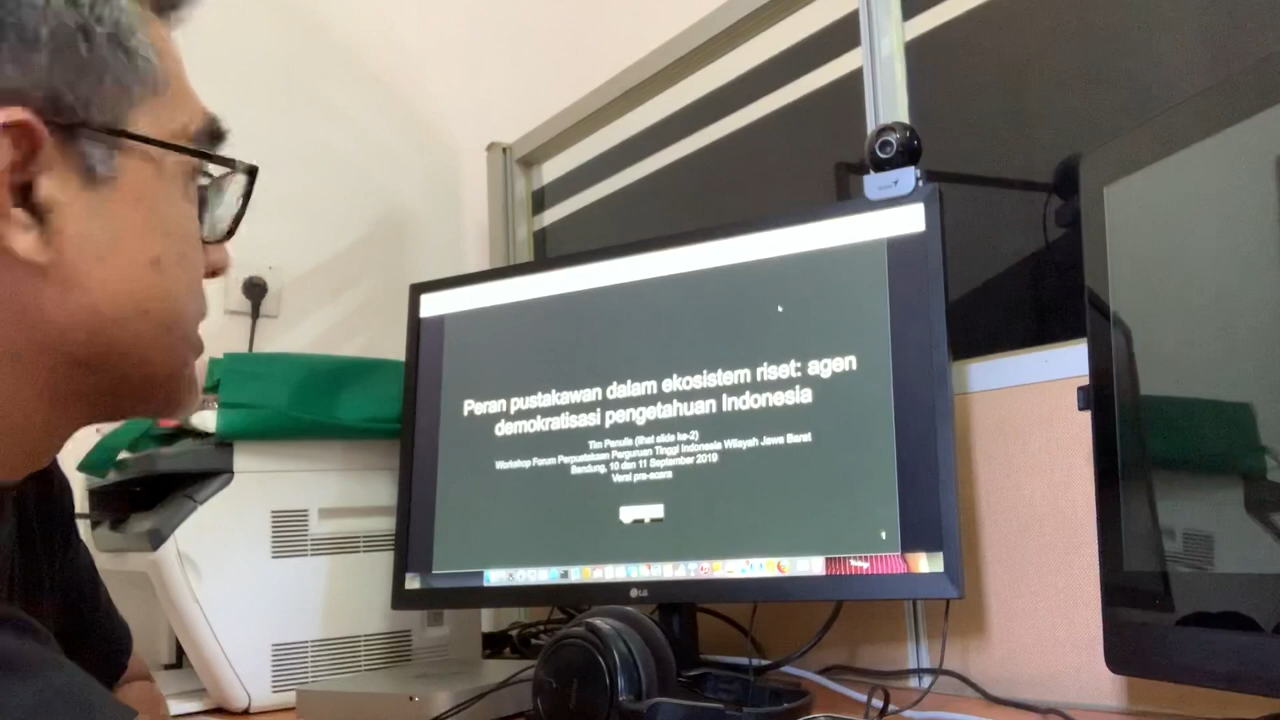 Peran pustakawan dalam ekosistem riset: agen
demokratisasi pengetahuan Indonesia
Tim Penulis (lihat slide ke-2)
Workshop Forum Perpustakaan Perguruan Tinggi Indonesia Wilayah Jawa Barat
Bandung, 10 dan 11 September 2019
Versi pra-acara
LG